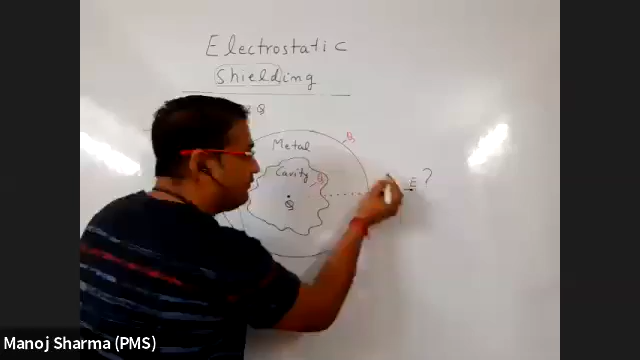 Electrostatic
Shielding
Q
Q
Metal
Cavity
Q
E ?
Manoj Sharma (PMS)